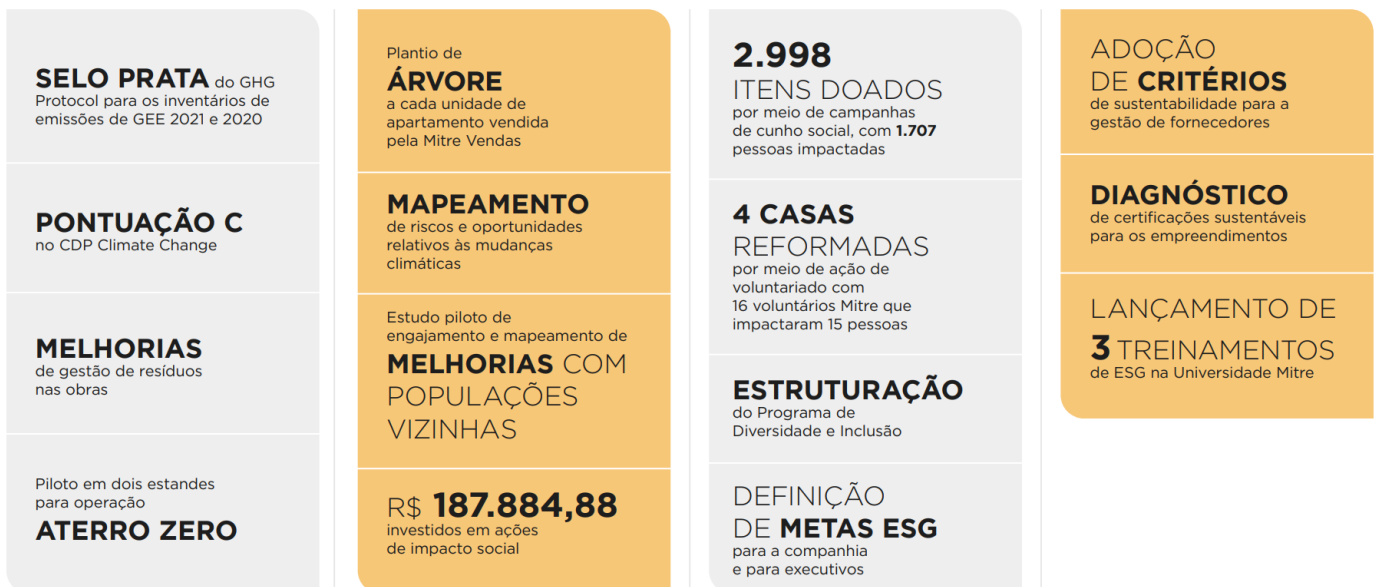 SELO PRATA do GHG
Protocol para os inventários de
emissões de GEE 2021 e 2020
PONTUAÇÃO C
no CDP Climate Change
MELHORIAS
de gestão de resíduos
nas obras
Piloto em dois estandes
para operação
ATERRO ZERO
Plantio de
ÁRVORE
a cada unidade de
apartamento vendida
pela Mitre Vendas
MAPEAMENTO
de riscos e oportunidades
relativos às mudanças
climáticas
Estudo piloto de
engajamento e mapeamento de
MELHORIAS COM
POPULAÇÕES
VIZINHAS
R$ 187.884,88
investidos em ações
de impacto social
2.998
ITENS DOADOS
por meio de campanhas
de cunho social, com 1.707
pessoas impactadas
4 CASAS
REFORMADAS
por meio de ação de
voluntariado com
16 voluntários Mitre que
impactaram 15 pessoas
ESTRUTURAÇÃO
do Programa de
Diversidade e Inclusão
DEFINIÇÃO
DE METAS ESG
para a companhia
e para executivos
ADOÇÃO
DE CRITÉRIOS
de sustentabilidade para a
gestão de fornecedores
DIAGNÓSTICO
de certificações sustentáveis
para os empreendimentos
LANÇAMENTO DE
3 TREINAMENTOS
de ESG na Universidade Mitre